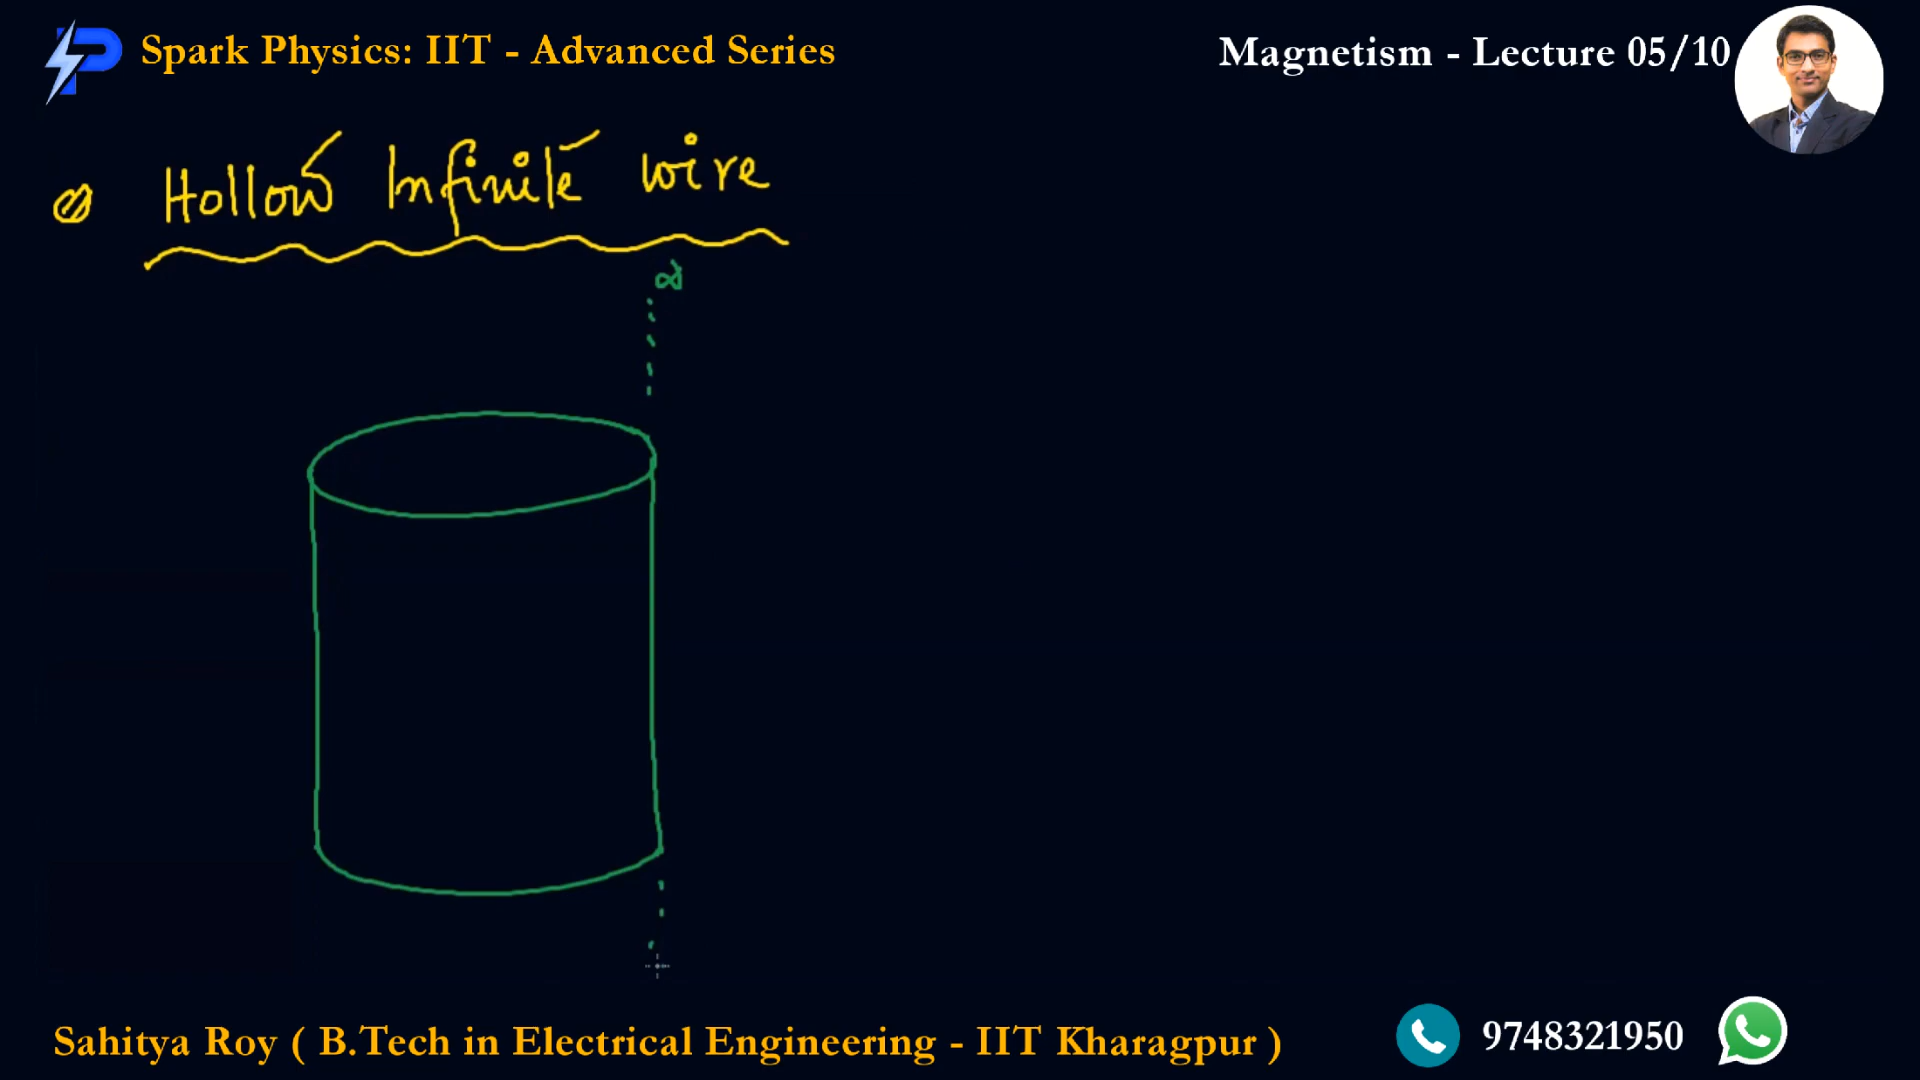 Spark Physics: IIT - Advanced Series
Magnetism - Lecture 05/10
Hollow Infinite wire
∞
Sahitya Roy ( B.Tech in Electrical Engineering - IIT Kharagpur )
9748321950